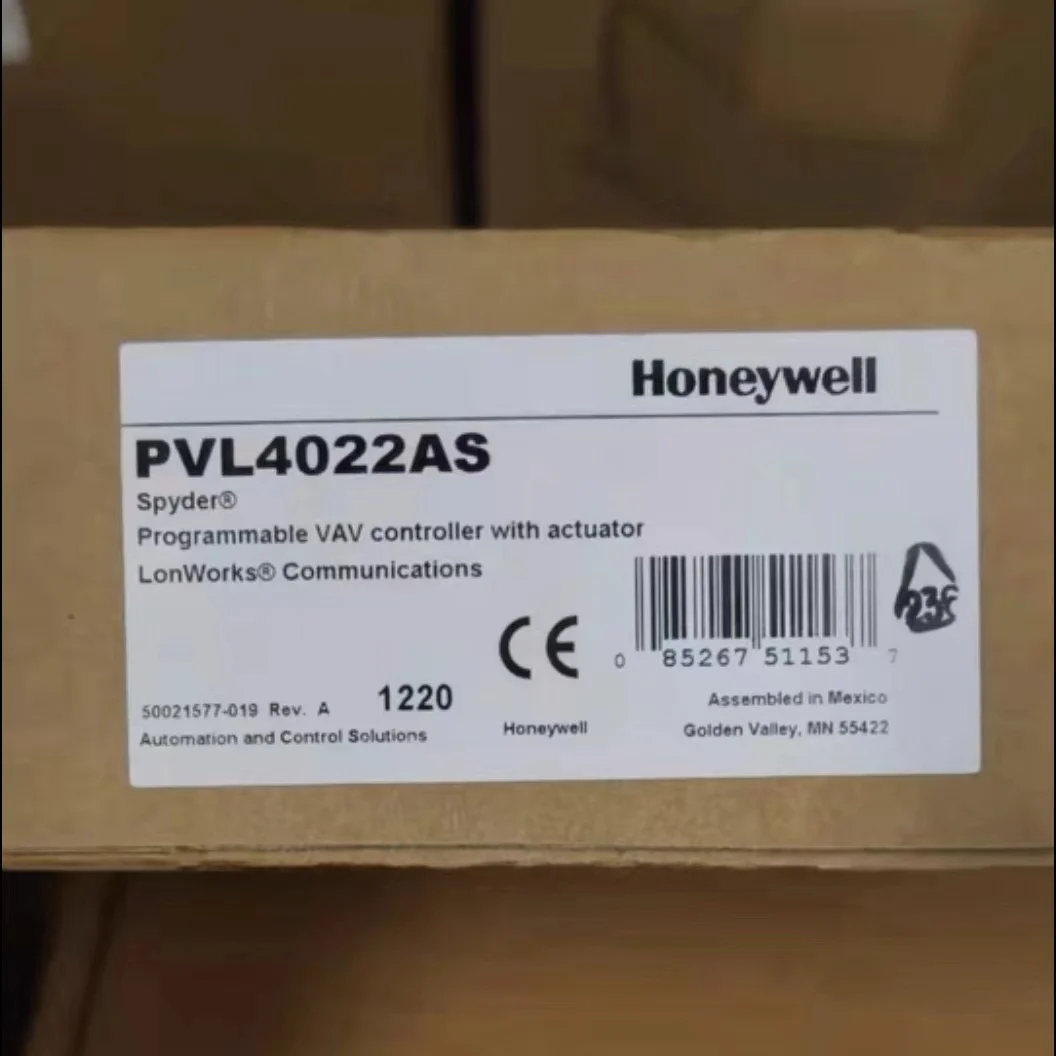 Honeywell
PVL4022AS
Spyder®
Programmable VAV controller with actuator
LonWorks® Communications
CE
0 85267 51153 7
50021577-019 Rev. A 1220
Assembled in Mexico
Automation and Control Solutions
Honeywell
Golden Valley, MN 55422